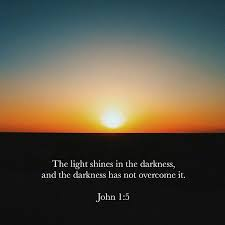 The light shines in the darkness,
and the darkness has not overcome it.
John 1:5